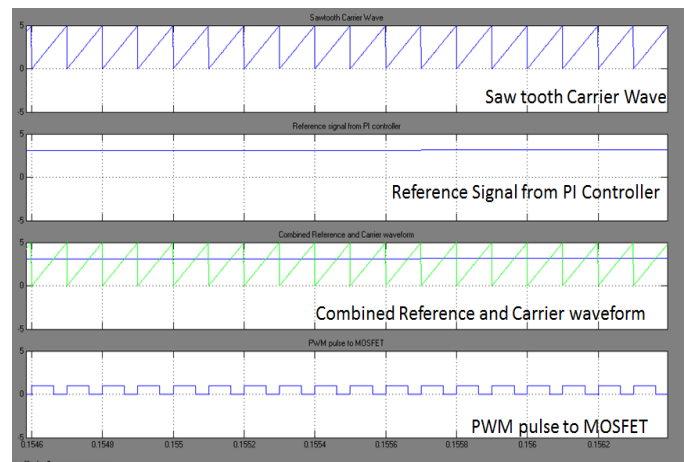 Sawtooth Carrier Wave
5
0
-5
Saw tooth Carrier Wave
Reference signal from PI controller
5
0
-5
Reference Signal from PI Controller
Combined Reference and Carrier waveform
5
0
-5
Combined Reference and Carrier waveform
PWM pulse to MOSFET
5
0
-5
PWM pulse to MOSFET
0.1546 0.1548 0.155 0.1552 0.1554 0.1556 0.1558 0.156 0.1562